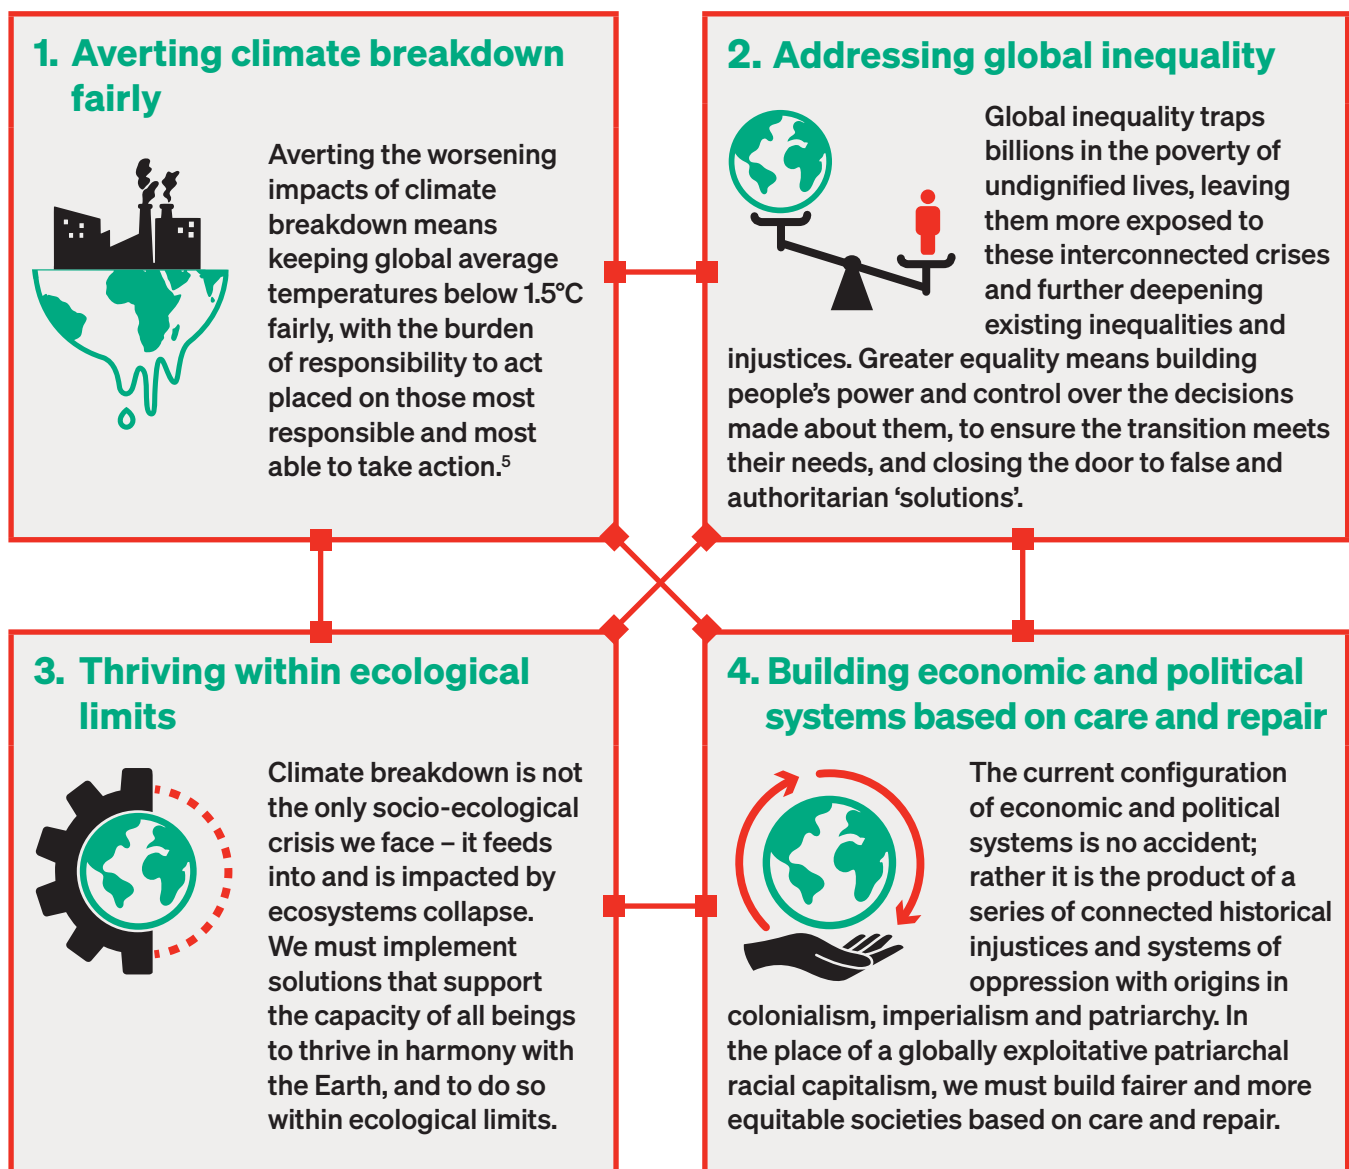 1. Averting climate breakdown
fairly
Averting the worsening
impacts of climate
breakdown means
keeping global average
temperatures below 1.5°C
fairly, with the burden
of responsibility to act
placed on those most
responsible and most
able to take action.⁵
2. Addressing global inequality
Global inequality traps
billions in the poverty of
undignified lives, leaving
them more exposed to
these interconnected crises
and further deepening
existing inequalities and
injustices. Greater equality means building
people’s power and control over the decisions
made about them, to ensure the transition meets
their needs, and closing the door to false and
authoritarian ‘solutions’.
3. Thriving within ecological
limits
Climate breakdown is not
the only socio-ecological
crisis we face – it feeds
into and is impacted by
ecosystems collapse.
We must implement
solutions that support
the capacity of all beings
to thrive in harmony with
the Earth, and to do so
within ecological limits.
4. Building economic and political
systems based on care and repair
The current configuration
of economic and political
systems is no accident;
rather it is the product of a
series of connected historical
injustices and systems of
oppression with origins in
colonialism, imperialism and patriarchy. In
the place of a globally exploitative patriarchal
racial capitalism, we must build fairer and more
equitable societies based on care and repair.